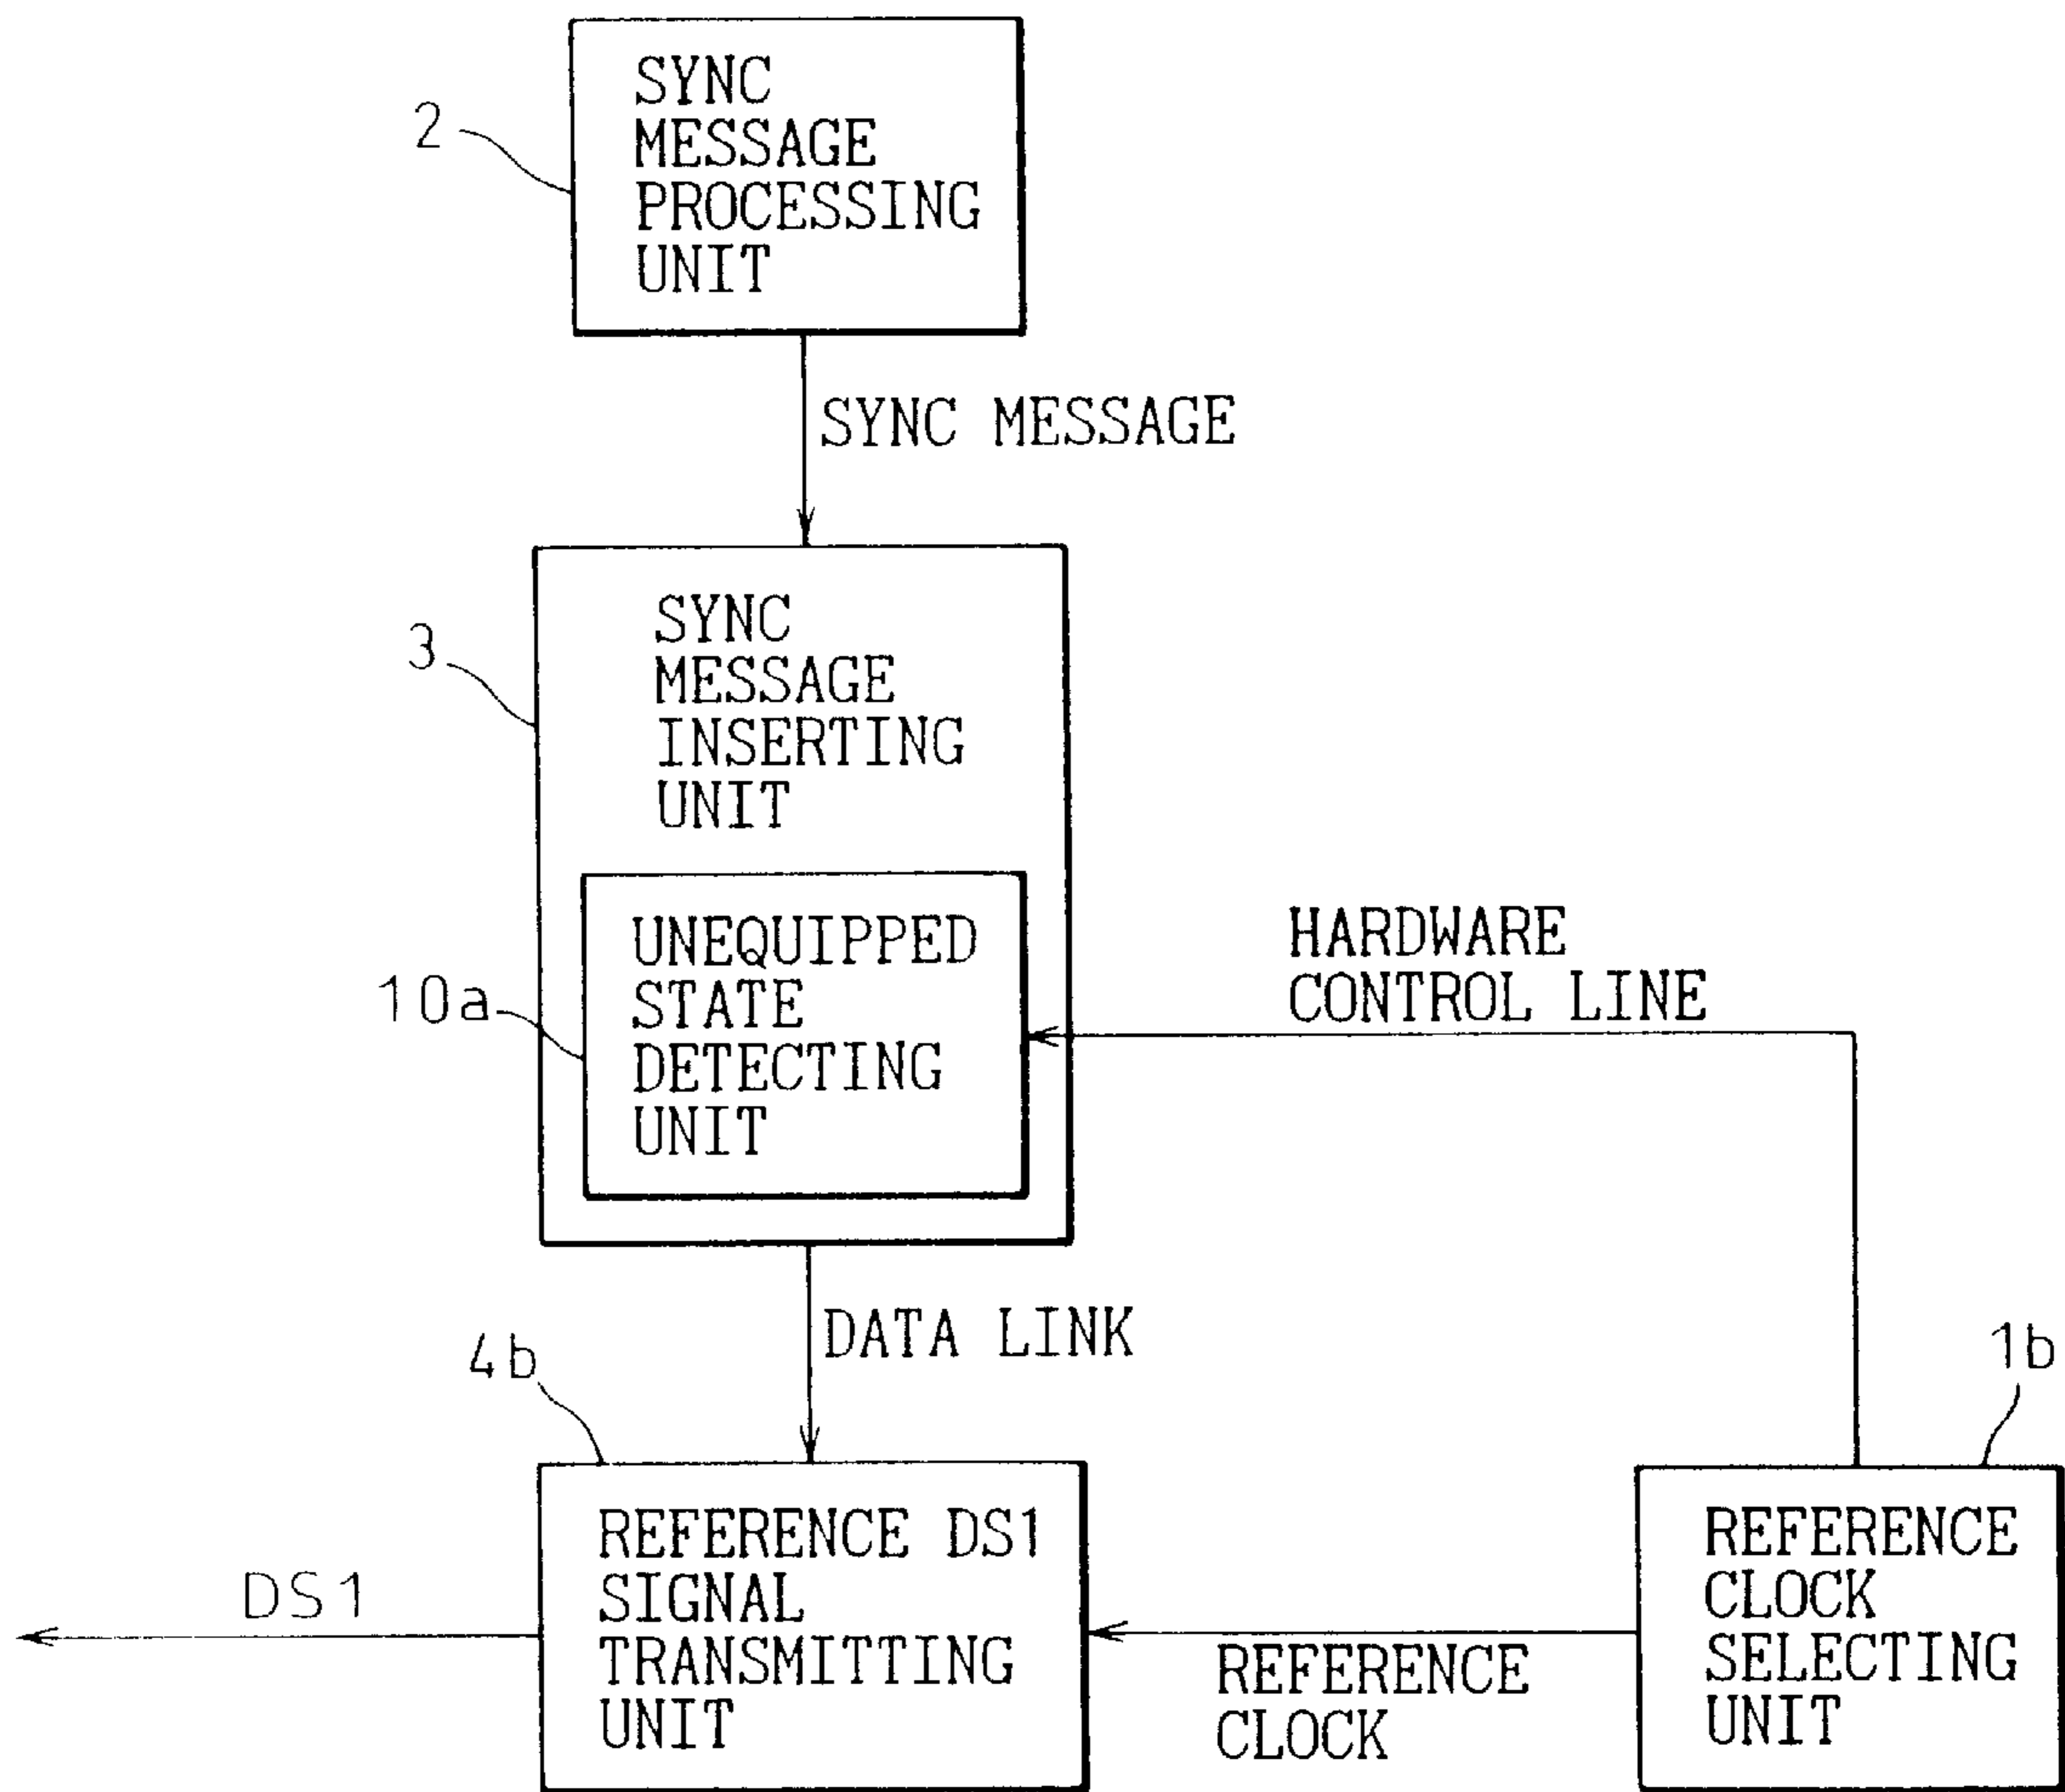 2
SYNC
MESSAGE
PROCESSING
UNIT
SYNC MESSAGE
3
SYNC
MESSAGE
INSERTING
UNIT
10a
UNEQUIPPED
STATE
DETECTING
UNIT
HARDWARE
CONTROL LINE
DATA LINK
4b
1b
REFERENCE DS1
SIGNAL
TRANSMITTING
UNIT
DS1
REFERENCE
CLOCK
REFERENCE
CLOCK
SELECTING
UNIT